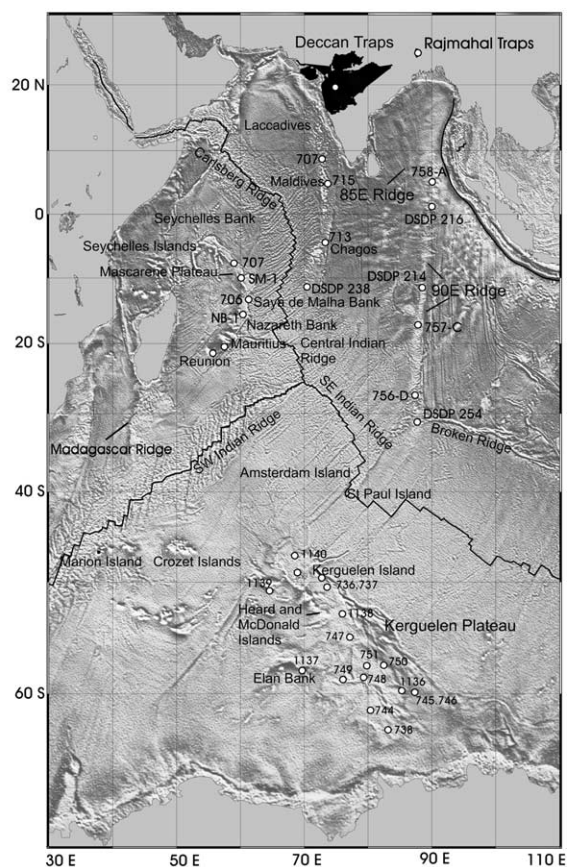 Deccan Traps
Rajmahal Traps
20 N
Laccadives
707
758-A
Carlsberg Ridge
Maldives
715
85E Ridge
Seychelles Bank
0
DSDP 216
Seychelles Islands
713
Chagos
707
DSDP 214
Mascarene Plateau
SM-1
DSDP 238
90E Ridge
706
Saya de Malha Bank
NB-1
Nazareth Bank
757-C
20 S
Mauritius
Central Indian
Ridge
Reunion
SE Indian Ridge
756-D
DSDP 254
Madagascar Ridge
SW Indian Ridge
Broken Ridge
Amsterdam Island
40 S
St Paul Island
Marion Island
Crozet Islands
1140
Kerguelen Island
1139
736,737
Heard and
McDonald
Islands
1138
Kerguelen Plateau
747
1137
751
750
Elan Bank
749
748
1136
60 S
745.746
744
738
30 E
50 E
70 E
90 E
110 E